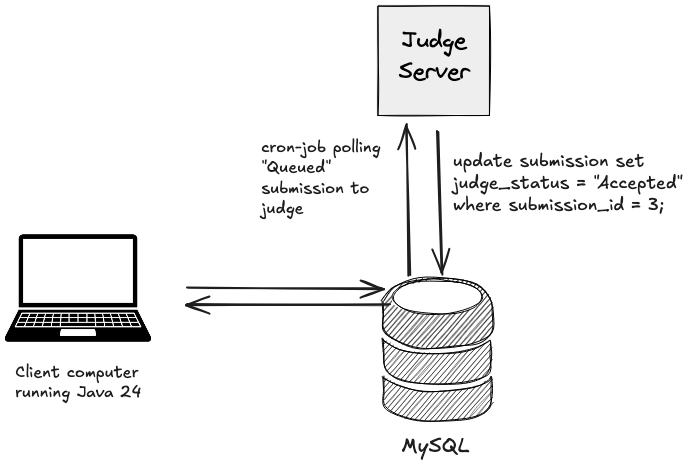 Judge
Server
cron-job polling
"Queued"
submission to
judge
update submission set
judge_status = "Accepted"
where submission_id = 3;
Client computer
running Java 24
MySQL